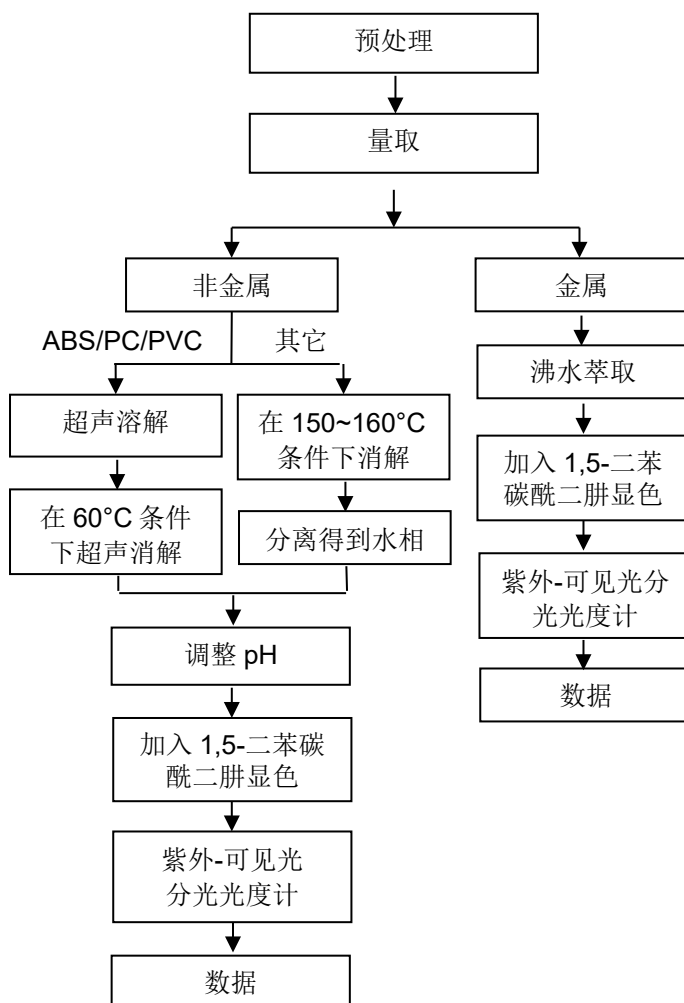 预处理
量取
非金属
金属
ABS/PC/PVC
其它
沸水萃取
超声溶解
在 150~160°C
条件下消解
加入 1,5-二苯
碳酰二肼显色
在 60°C 条件
下超声消解
分离得到水相
紫外-可见光分
光光度计
调整 pH
数据
加入 1,5-二苯碳
酰二肼显色
紫外-可见光
分光光度计
数据